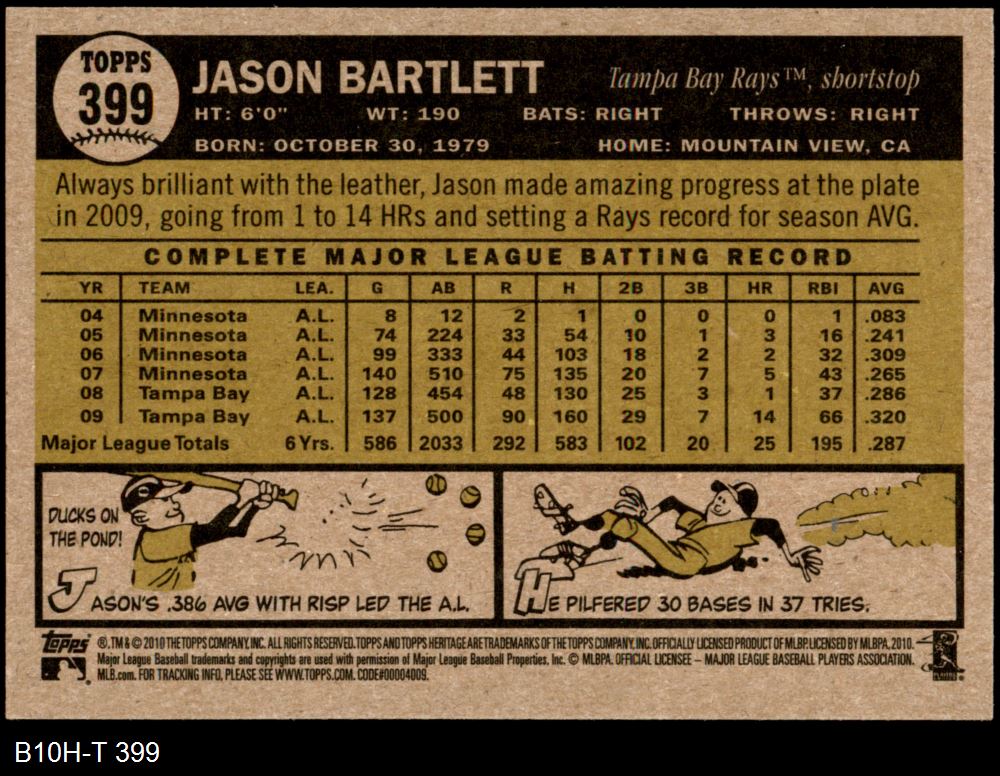 TOPPS
399
JASON BARTLETT
Tampa Bay Rays™, shortstop
HT: 6'0" WT: 190 BATS: RIGHT THROWS: RIGHT
BORN: OCTOBER 30, 1979 HOME: MOUNTAIN VIEW, CA
Always brilliant with the leather, Jason made amazing progress at the plate
in 2009, going from 1 to 14 HRs and setting a Rays record for season AVG.
COMPLETE MAJOR LEAGUE BATTING RECORD
YR TEAM LEA. G AB R H 2B 3B HR RBI AVG
04 Minnesota A.L. 8 12 2 1 0 0 0 1 .083
05 Minnesota A.L. 74 224 33 54 10 1 3 16 .241
06 Minnesota A.L. 99 333 44 103 18 2 2 32 .309
07 Minnesota A.L. 140 510 75 135 20 7 5 43 .265
08 Tampa Bay A.L. 128 454 48 130 25 3 1 37 .286
09 Tampa Bay A.L. 137 500 90 160 29 7 14 66 .320
Major League Totals 6 Yrs. 586 2033 292 583 102 20 25 195 .287
DUCKS ON
THE POND!
JASON'S .386 AVG WITH RISP LED THE A.L.
HE PILFERED 30 BASES IN 37 TRIES.
Topps ®, TM & © 2010 THE TOPPS COMPANY, INC. ALL RIGHTS RESERVED. TOPPS AND TOPPS HERITAGE ARE TRADEMARKS OF THE TOPPS COMPANY, INC. OFFICIALLY LICENSED PRODUCT OF MLBP. LICENSED BY MLBPA, 2010.
Major League Baseball trademarks and copyrights are used with permission of Major League Baseball Properties, Inc. © MLBPA. OFFICIAL LICENSEE – MAJOR LEAGUE BASEBALL PLAYERS ASSOCIATION.
MLB.com. FOR TRACKING INFO, PLEASE SEE WWW.TOPPS.COM. CODE#00004009.
PLAYERS
B10H-T 399